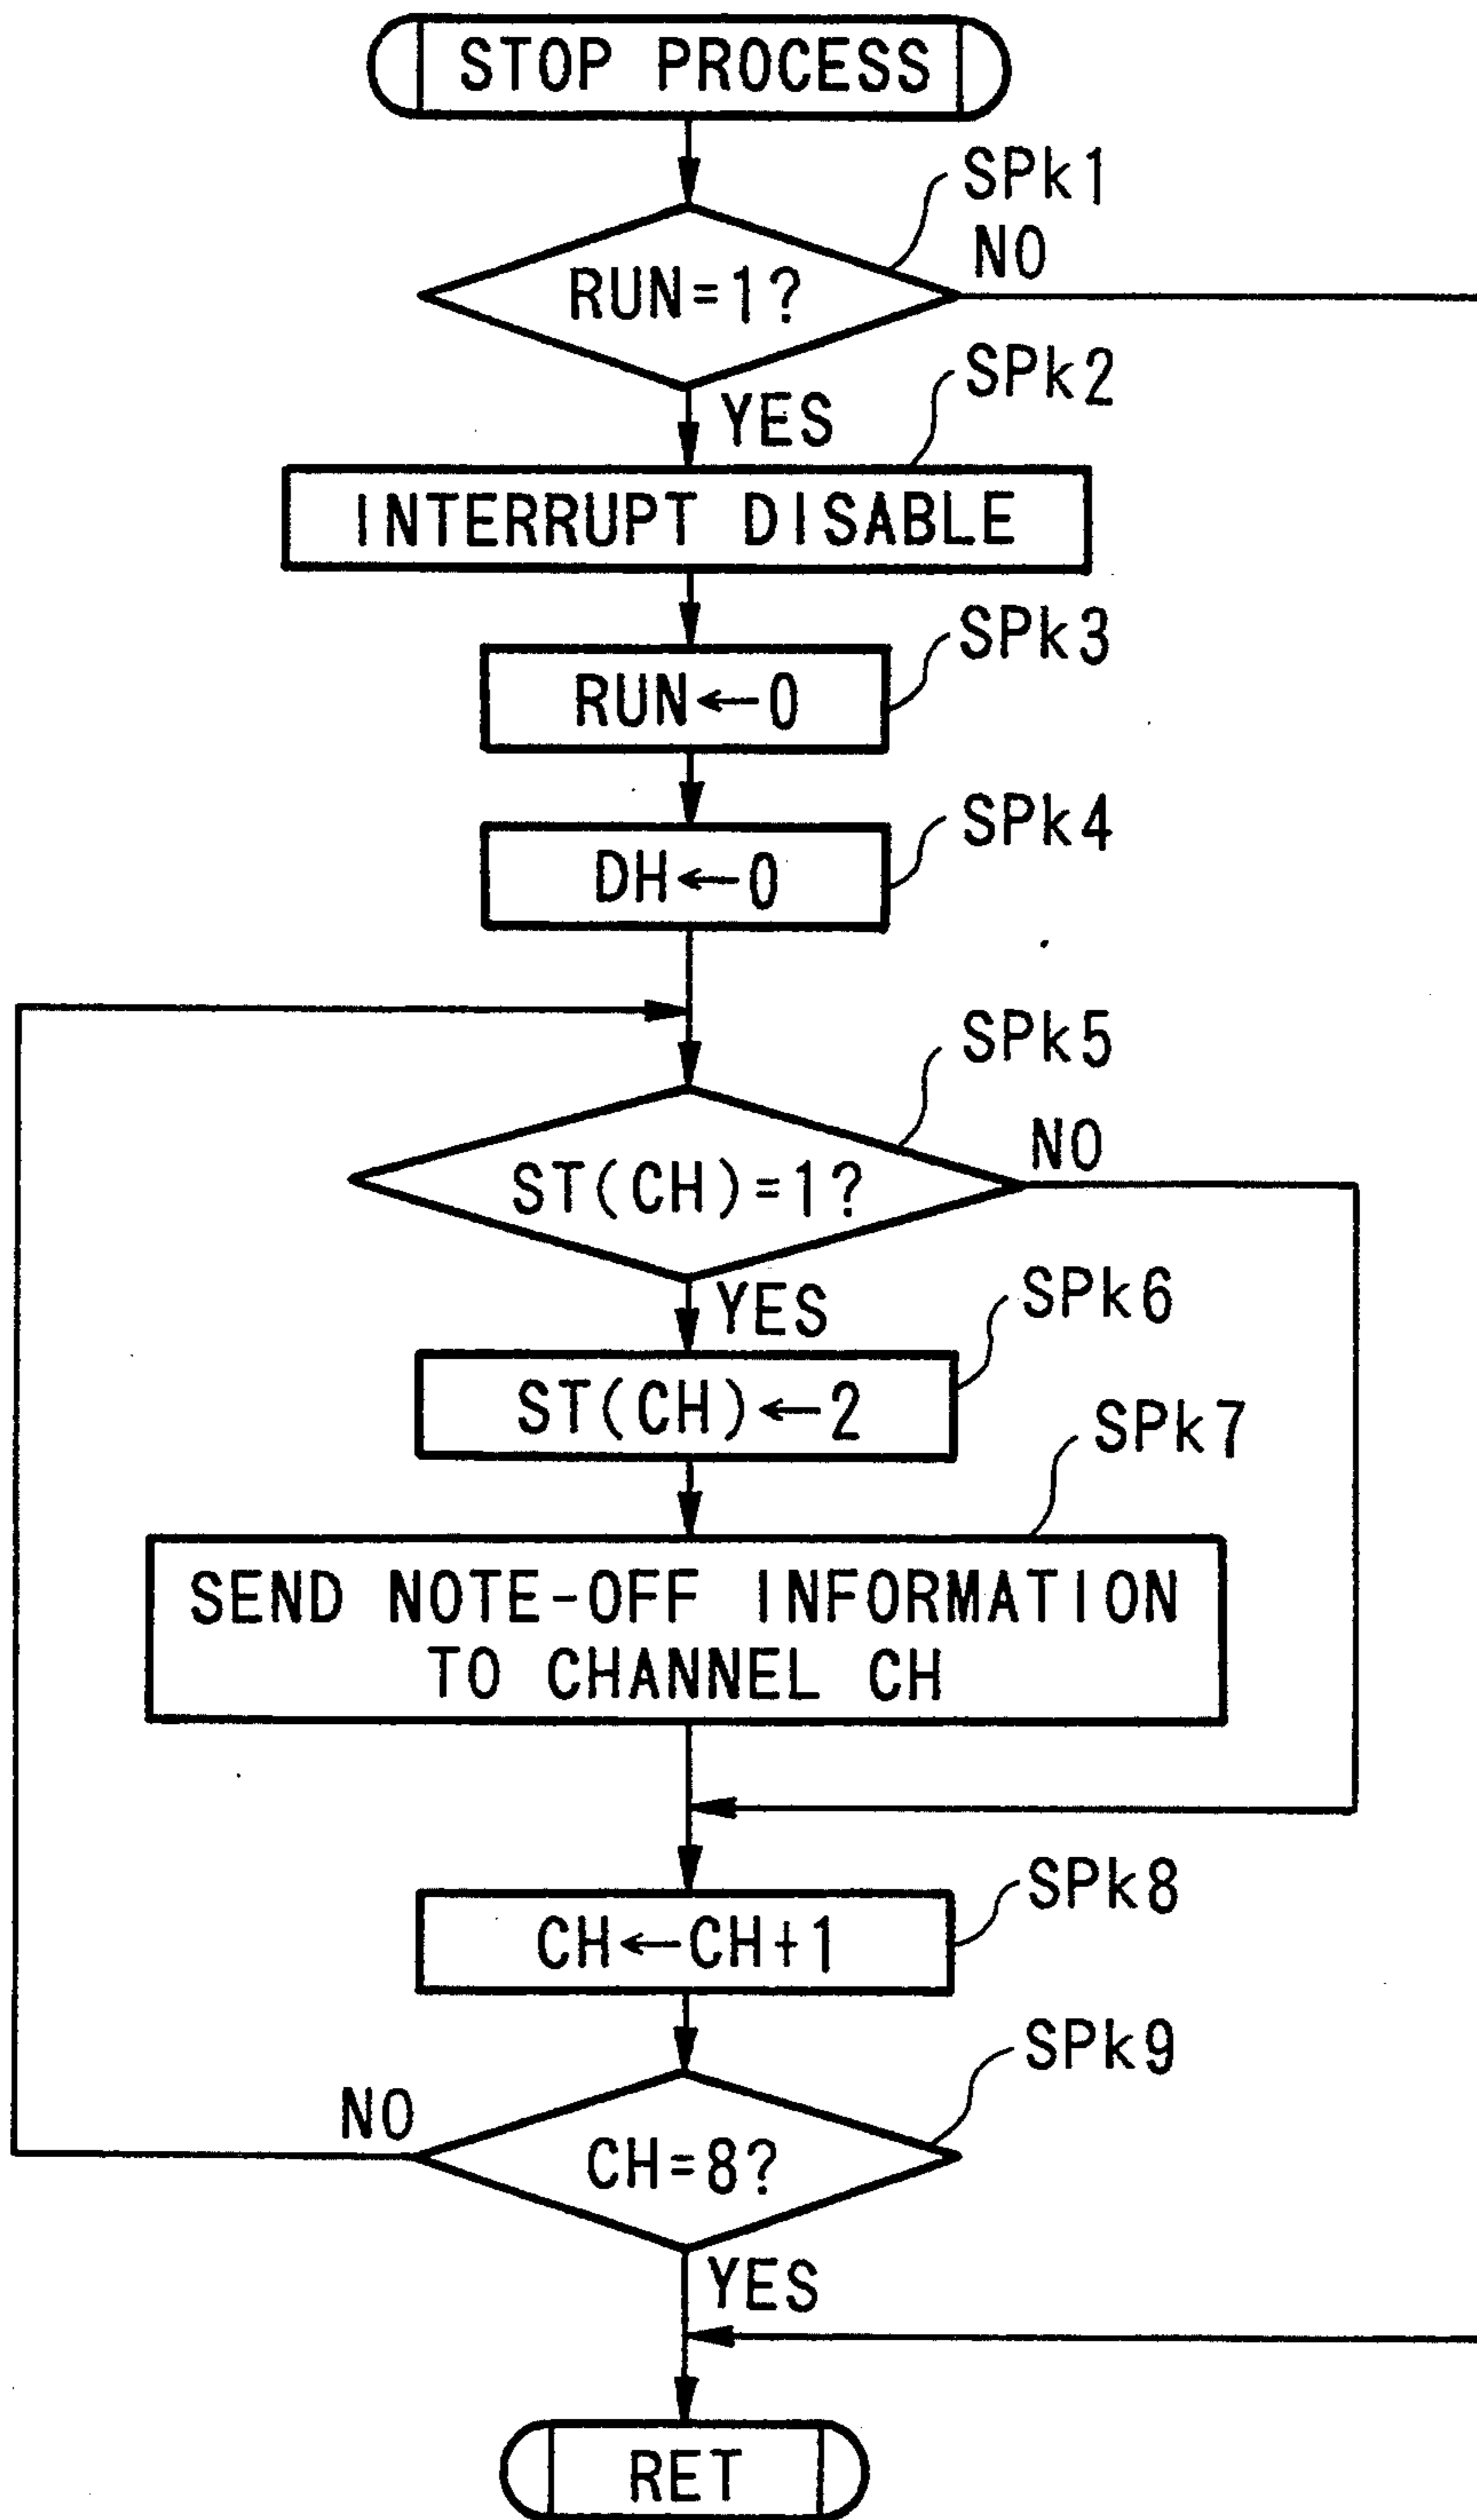 STOP PROCESS
SPk1
NO
RUN=1?
SPk2
YES
INTERRUPT DISABLE
SPk3
RUN←0
SPk4
DH←0
SPk5
NO
ST(CH)=1?
YES
SPk6
ST(CH)←2
SPk7
SEND NOTE-OFF INFORMATION
TO CHANNEL CH
SPk8
CH←CH+1
SPk9
NO
CH=8?
YES
RET